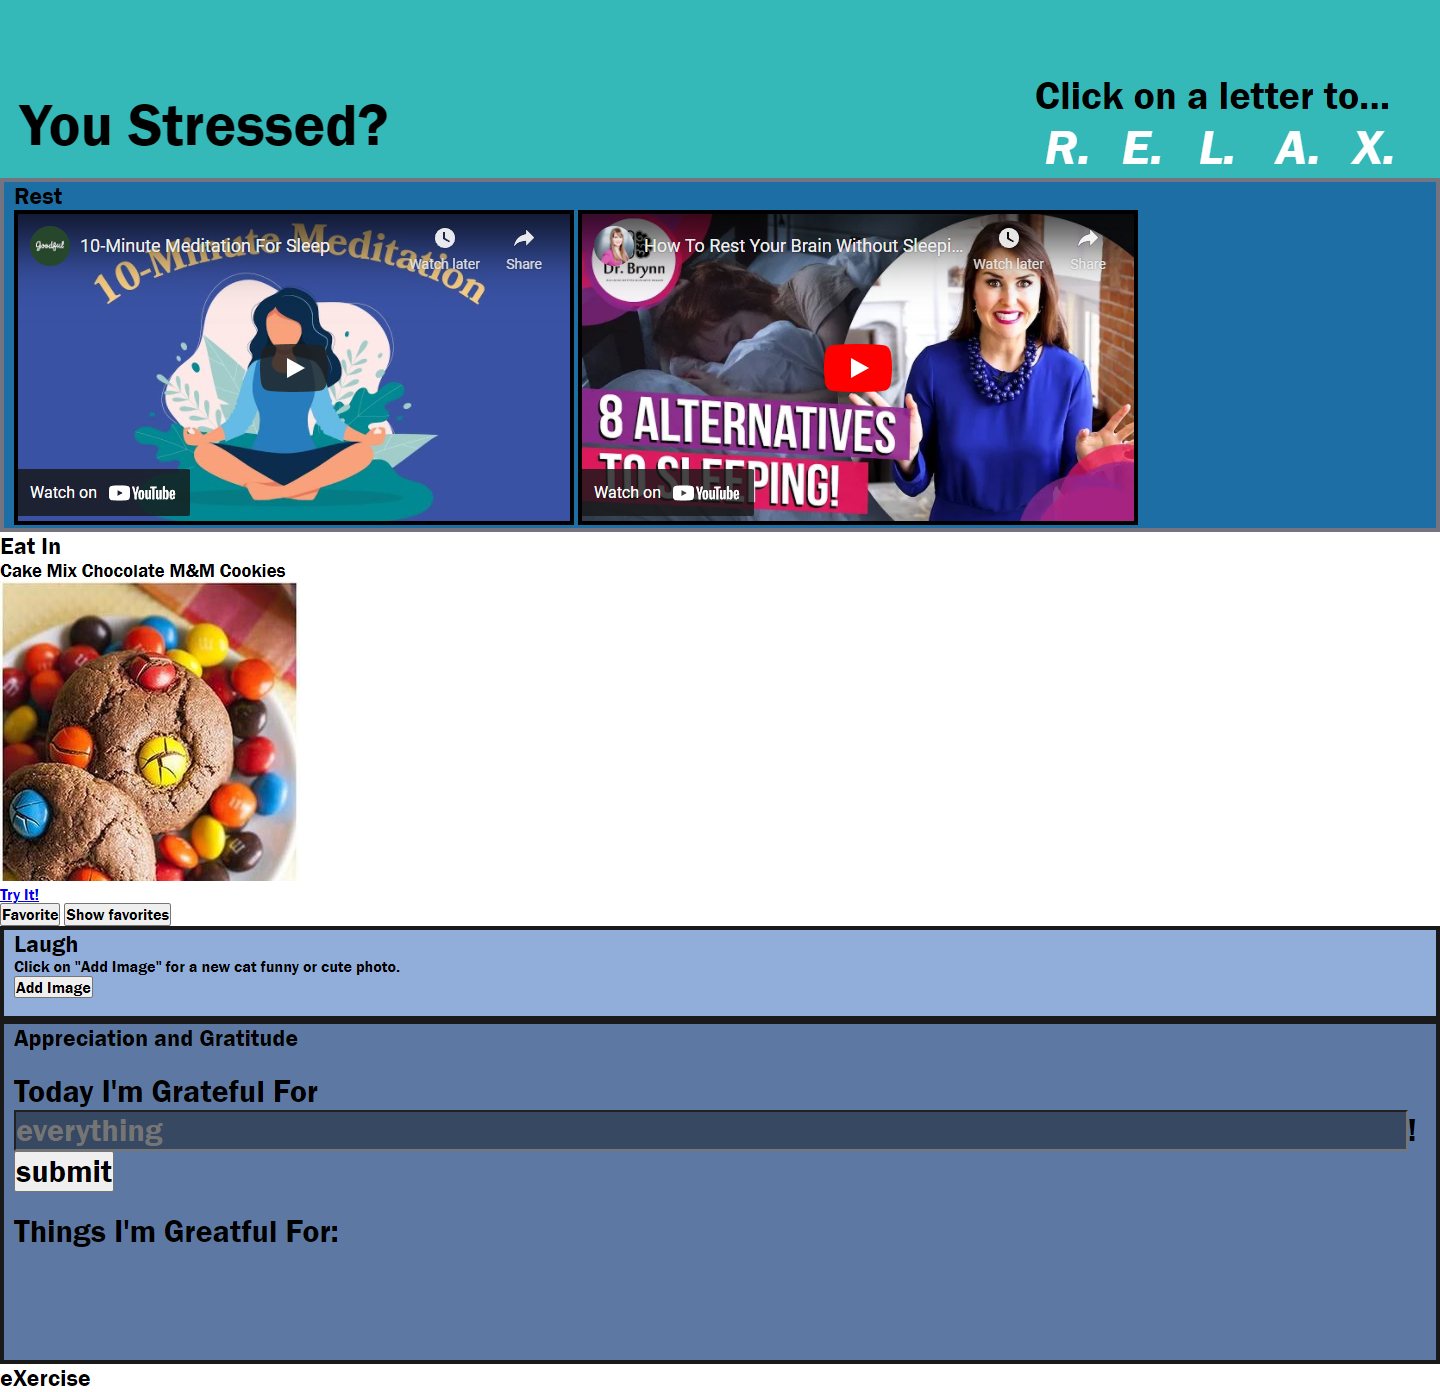 You Stressed?
Click on a letter to...
R. E. L. A. X.
Rest
10-Minute Meditation
Goodful
10-Minute Meditation For Sleep
Watch later
Share
Watch on YouTube
How To Rest Your Brain Without Sleepi...
Watch later
Share
Dr. Brynn
8 ALTERNATIVES
TO SLEEPING!
Watch on YouTube
Eat In
Cake Mix Chocolate M&M Cookies
Try It!
Favorite Show favorites
Laugh
Click on "Add Image" for a new cat funny or cute photo.
Add Image
Appreciation and Gratitude
Today I'm Grateful For
everything !
submit
Things I'm Greatful For:
eXercise